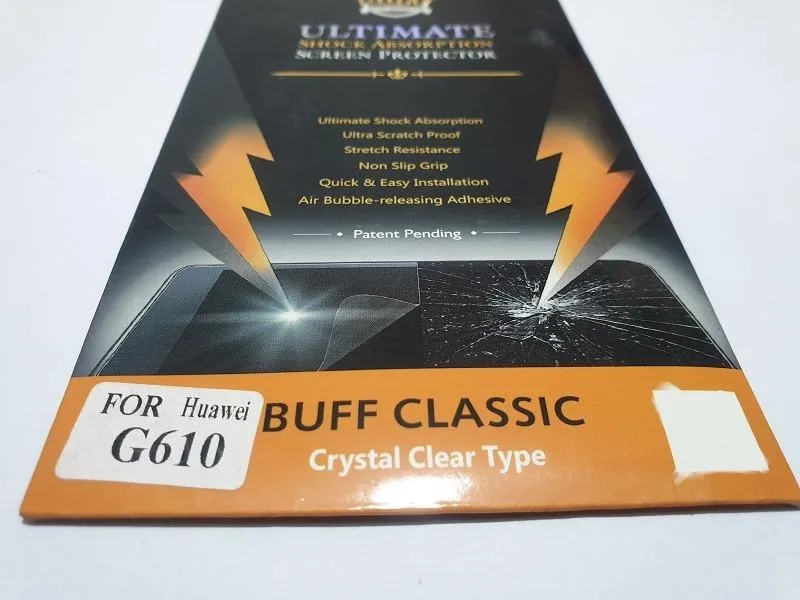 ULTIMATE
SHOCK ABSORPTION
SCREEN PROTECTOR
Ultimate Shock Absorption
Ultra Scratch Proof
Stretch Resistance
Non Slip Grip
Quick & Easy Installation
Air Bubble-releasing Adhesive
Patent Pending
FOR Huawei
G610
BUFF CLASSIC
Crystal Clear Type